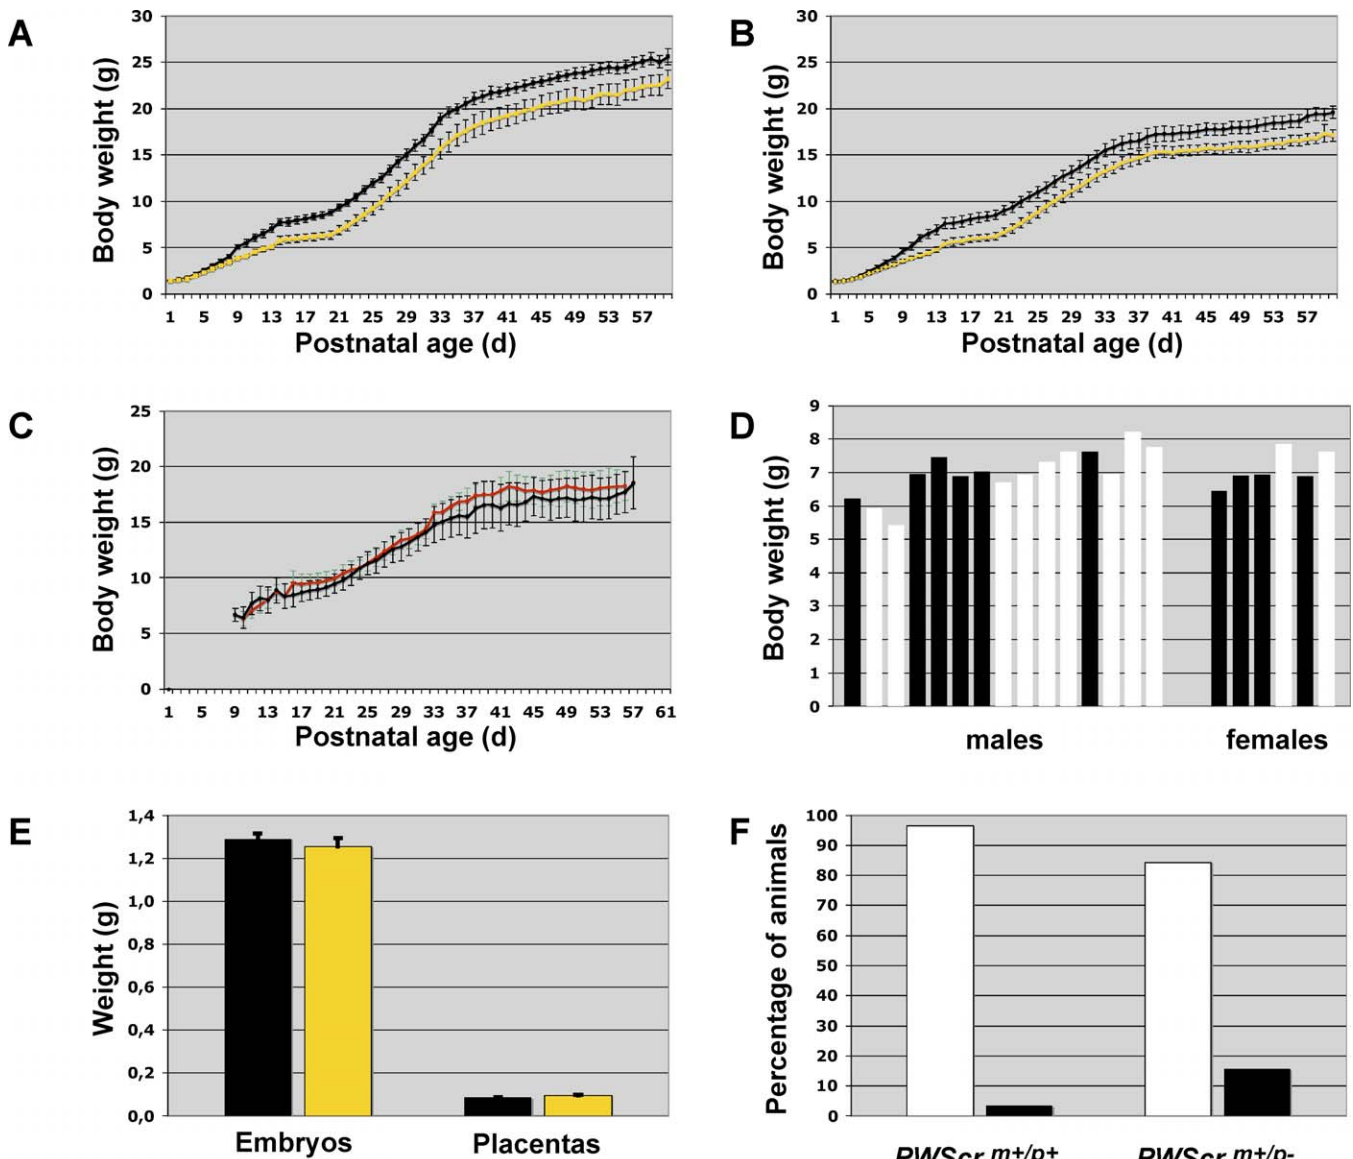 A
Body weight (g)
30
25
20
15
10
5
0
1 5 9 13 17 21 25 29 33 37 41 45 49 53 57
Postnatal age (d)
B
Body weight (g)
30
25
20
15
10
5
0
1 5 9 13 17 21 25 29 33 37 41 45 49 53 57
Postnatal age (d)
C
Body weight (g)
25
20
15
10
5
0
1 5 9 13 17 21 25 29 33 37 41 45 49 53 57 61
Postnatal age (d)
D
Body weight (g)
9
8
7
6
5
4
3
2
1
0
males females
E
Weight (g)
1,4
1,2
1,0
0,8
0,6
0,4
0,2
0,0
Embryos Placentas
F
Percentage of animals
100
90
80
70
60
50
40
30
20
10
0
PWScr m+/p+ PWScr m+/p-